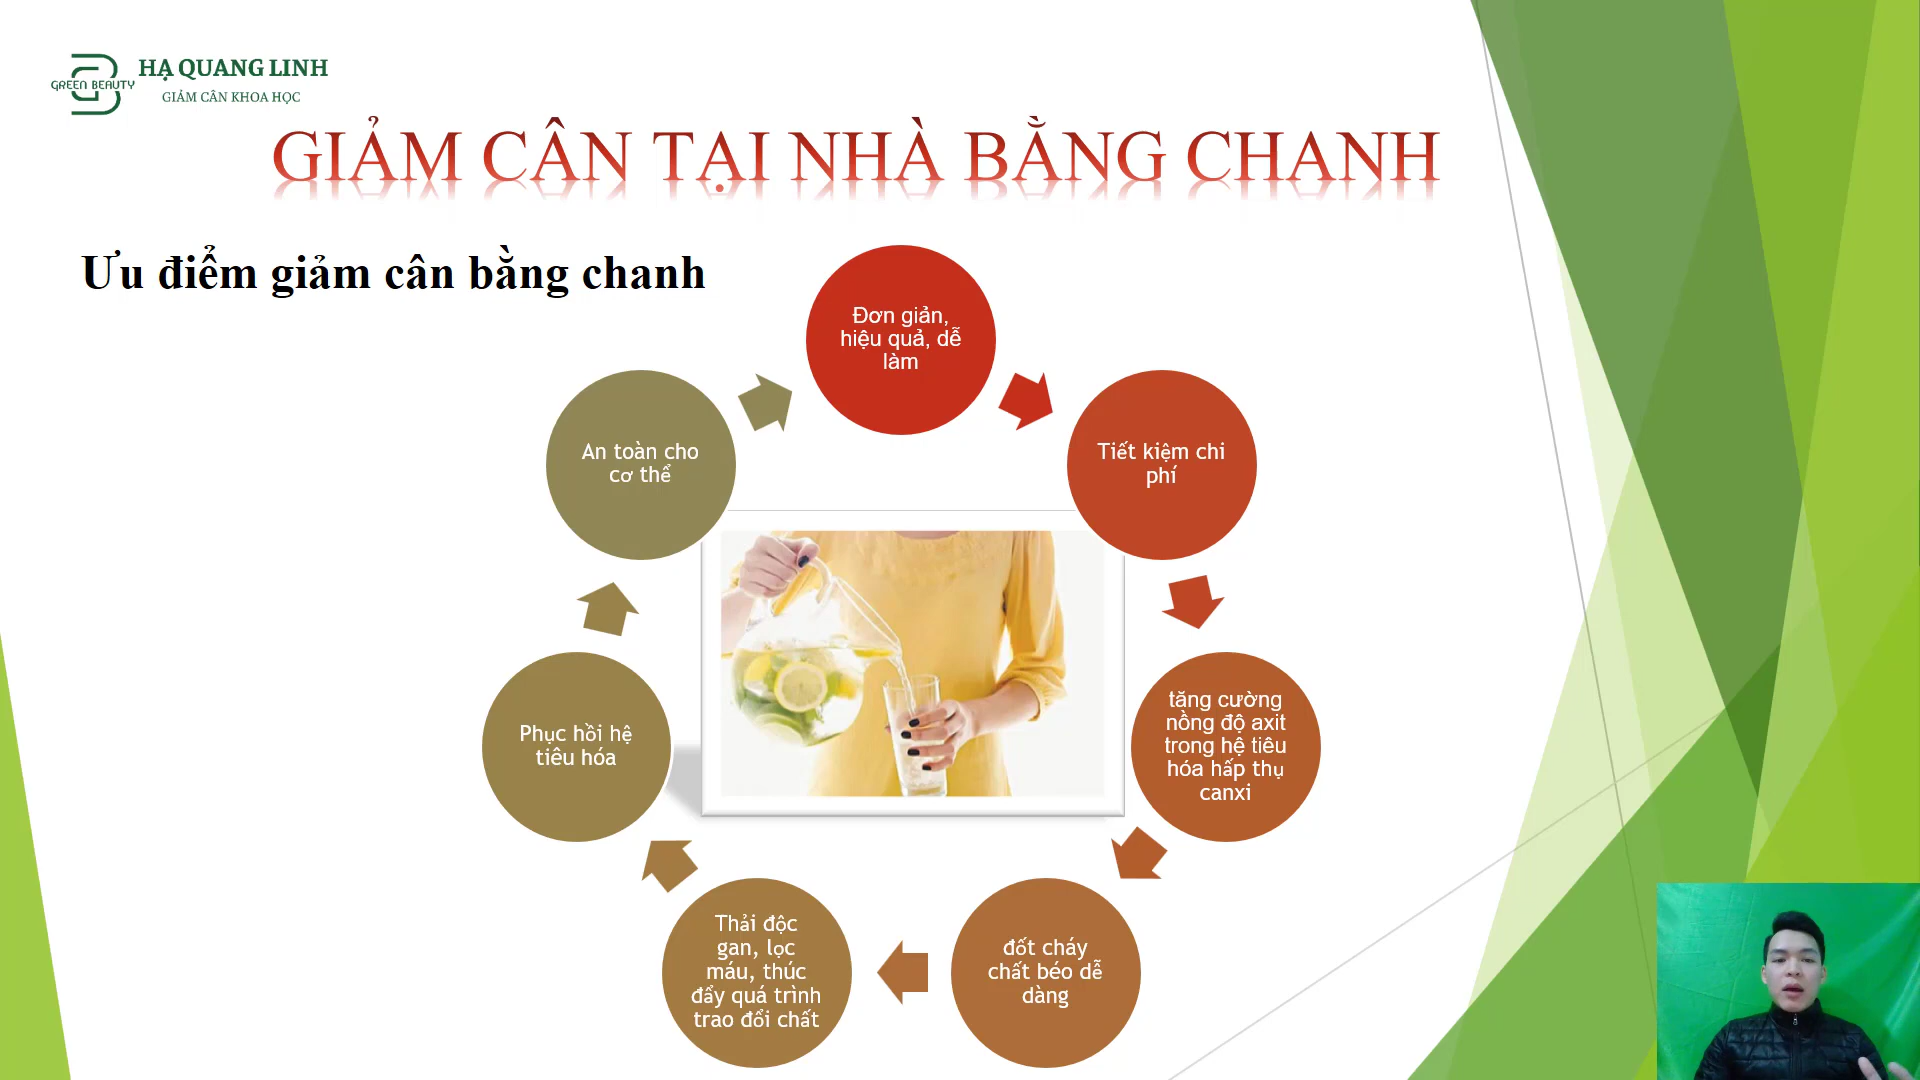 GREEN BEAUTY
HẠ QUANG LINH
GIẢM CÂN KHOA HỌC
GIẢM CÂN TẠI NHÀ BẰNG CHANH
Ưu điểm giảm cân bằng chanh
Đơn giản,
hiệu quả, dễ
làm
Tiết kiệm chi
phí
tăng cường
nồng độ axit
trong hệ tiêu
hóa hấp thụ
canxi
đốt cháy
chất béo dễ
dàng
Thải độc
gan, lọc
máu, thúc
đẩy quá trình
trao đổi chất
Phục hồi hệ
tiêu hóa
An toàn cho
cơ thể